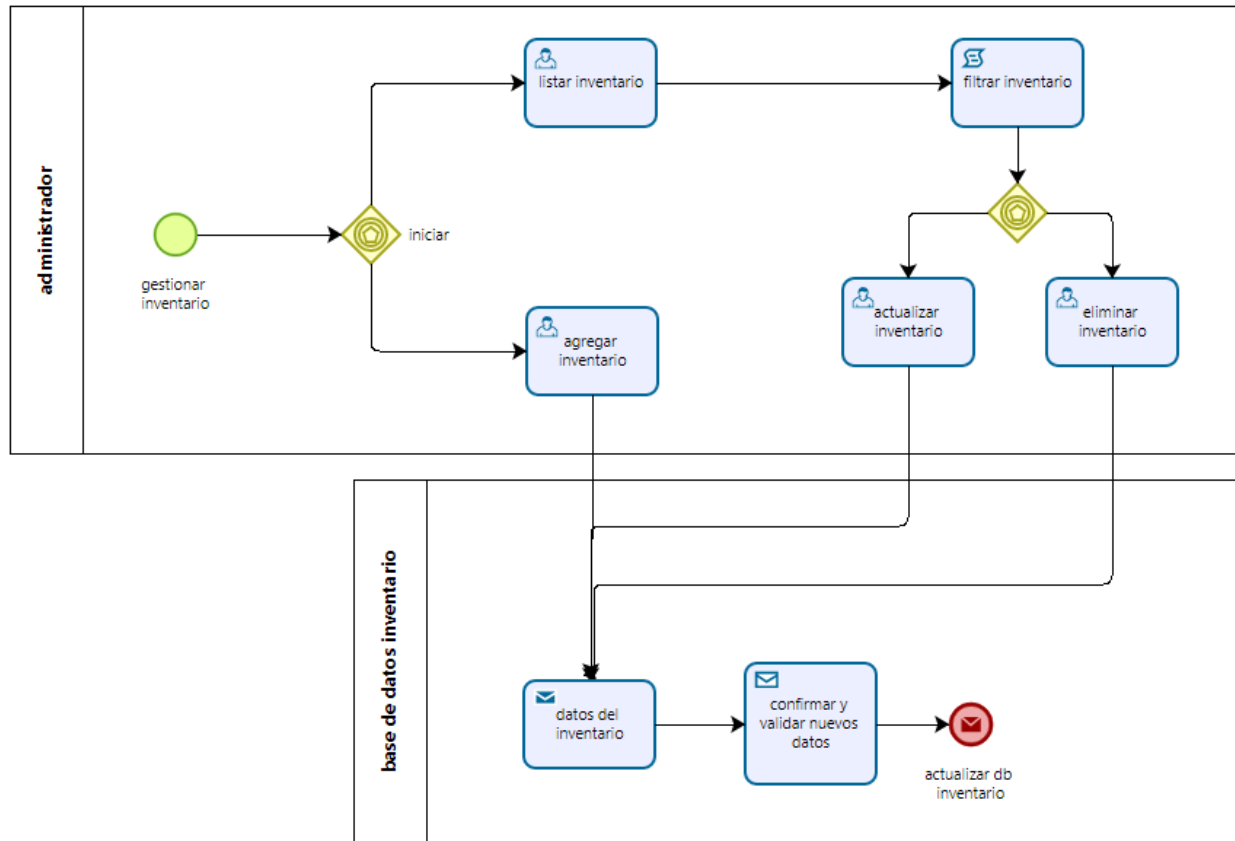 administrador
gestionar
inventario
iniciar
listar inventario
filtrar inventario
agregar
inventario
actualizar
inventario
eliminar
inventario
base de datos inventario
datos del
inventario
confirmar y
validar nuevos
datos
actualizar db
inventario